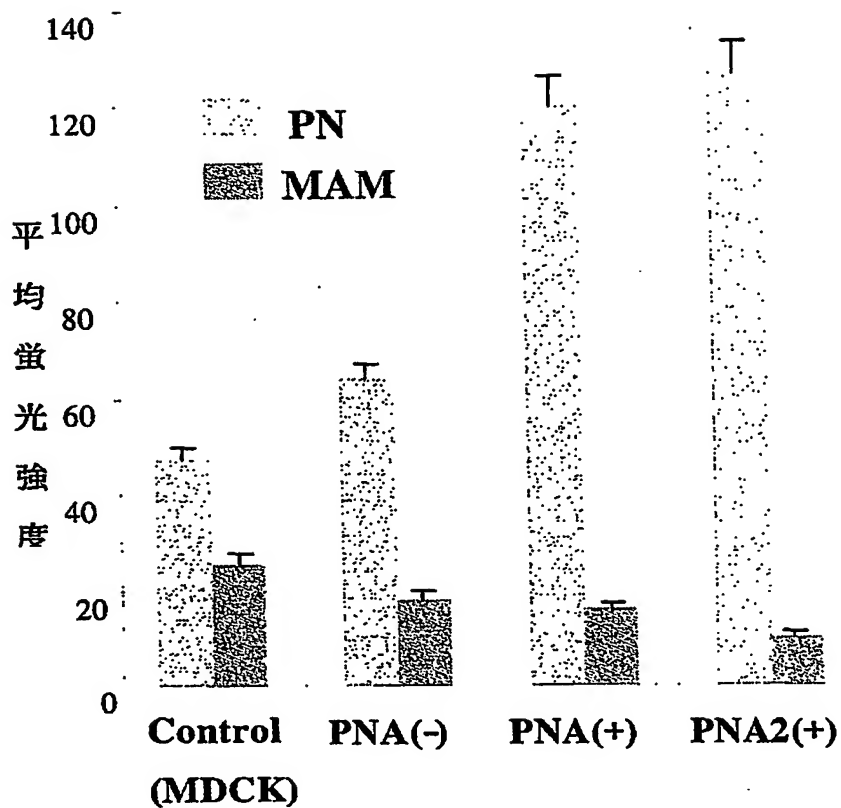 140
120
100
80
60
40
20
0
平均蛍光強度
PN
MAM
Control
(MDCK)
PNA(-)
PNA(+)
PNA2(+)